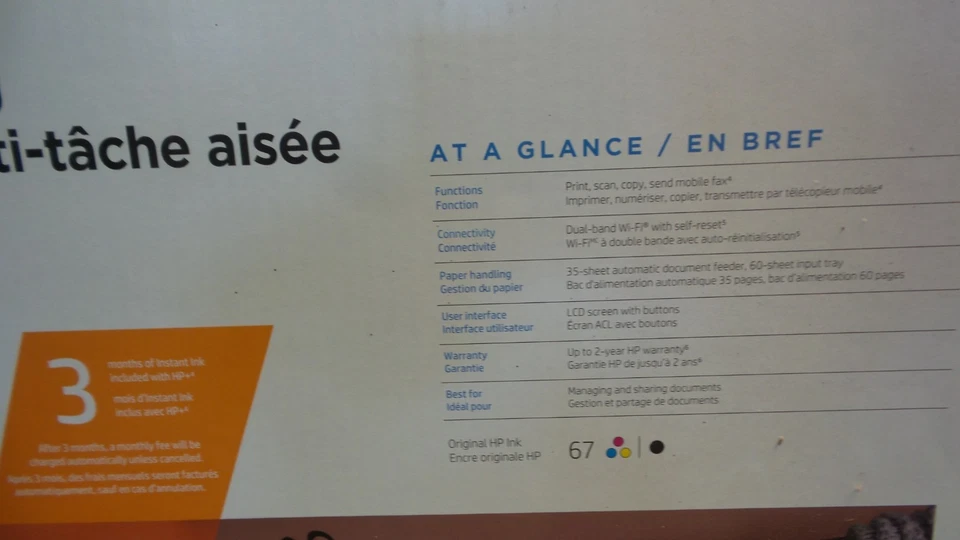 ti-tâche aisée
AT A GLANCE / EN BREF
Functions
Fonction
Print, scan, copy, send mobile fax⁴
Imprimer, numériser, copier, transmettre par télécopieur mobile⁴
Connectivity
Connectivité
Dual-band Wi-Fi® with self-reset⁵
Wi-Fiᴹᶜ à double bande avec auto-réinitialisation⁵
Paper handling
Gestion du papier
35-sheet automatic document feeder, 60-sheet input tray
Bac d'alimentation automatique 35 pages, bac d'alimentation 60 pages
User interface
Interface utilisateur
LCD screen with buttons
Écran ACL avec boutons
Warranty
Garantie
Up to 2-year HP warranty⁶
Garantie HP de jusqu'à 2 ans⁶
Best for
Idéal pour
Managing and sharing documents
Gestion et partage de documents
Original HP Ink
Encre originale HP
67
3
months of Instant Ink
included with HP+
mois d'Instant Ink
inclus avec HP+
After 3 months, a monthly fee will be
charged automatically unless cancelled.
Après 3 mois, des frais mensuels seront facturés
automatiquement, sauf en cas d'annulation.